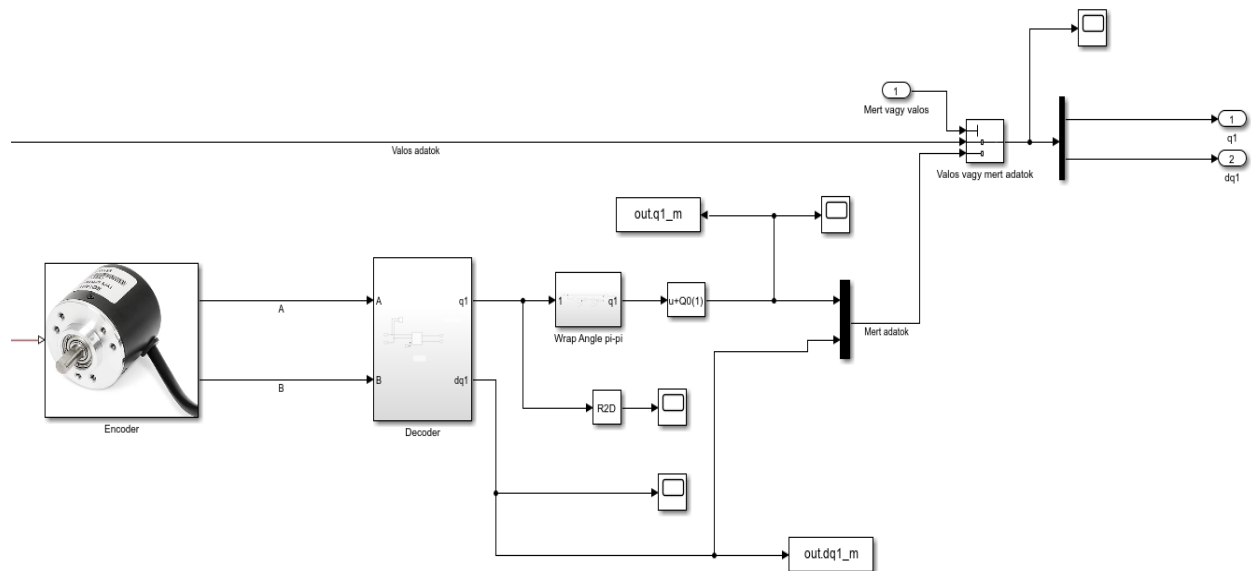 1
Mert vagy valos
1
q1
Valos adatok
Valos vagy mert adatok
2
dq1
out.q1_m
A
A
q1
1
q1
u+Q0(1)
Wrap Angle pi-pi
Mert adatok
B
B
dq1
R2D
Encoder
Decoder
out.dq1_m